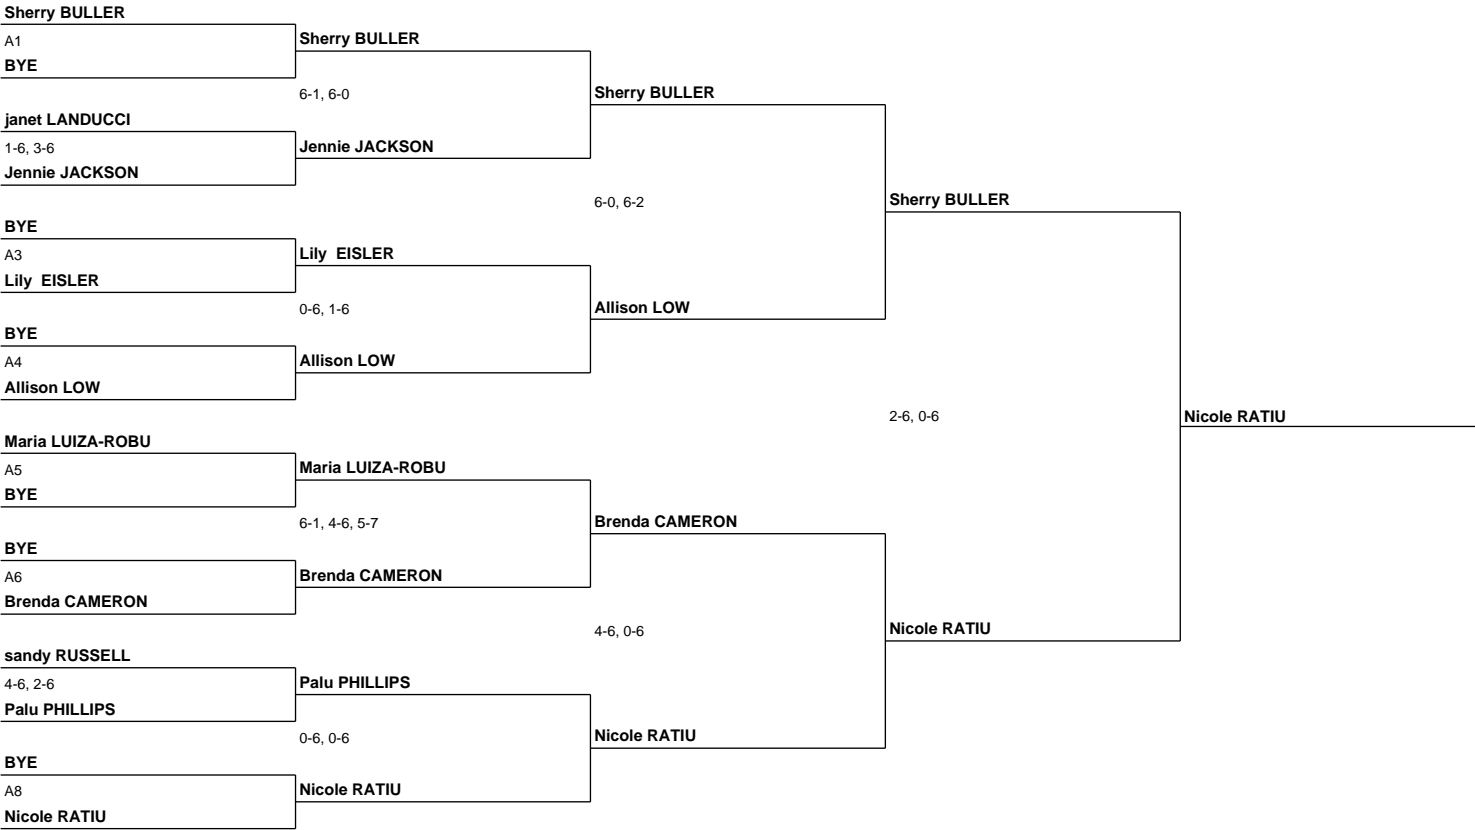 Sherry BULLER
A1
BYE
Sherry BULLER
6-1, 6-0
janet LANDUCCI
1-6, 3-6
Jennie JACKSON
Jennie JACKSON
Sherry BULLER
6-0, 6-2
BYE
A3
Lily  EISLER
Lily  EISLER
0-6, 1-6
BYE
A4
Allison LOW
Allison LOW
Allison LOW
Sherry BULLER
2-6, 0-6
Maria LUIZA-ROBU
A5
BYE
Maria LUIZA-ROBU
6-1, 4-6, 5-7
BYE
A6
Brenda CAMERON
Brenda CAMERON
Brenda CAMERON
4-6, 0-6
sandy RUSSELL
4-6, 2-6
Palu PHILLIPS
Palu PHILLIPS
0-6, 0-6
BYE
A8
Nicole RATIU
Nicole RATIU
Nicole RATIU
Nicole RATIU
Nicole RATIU